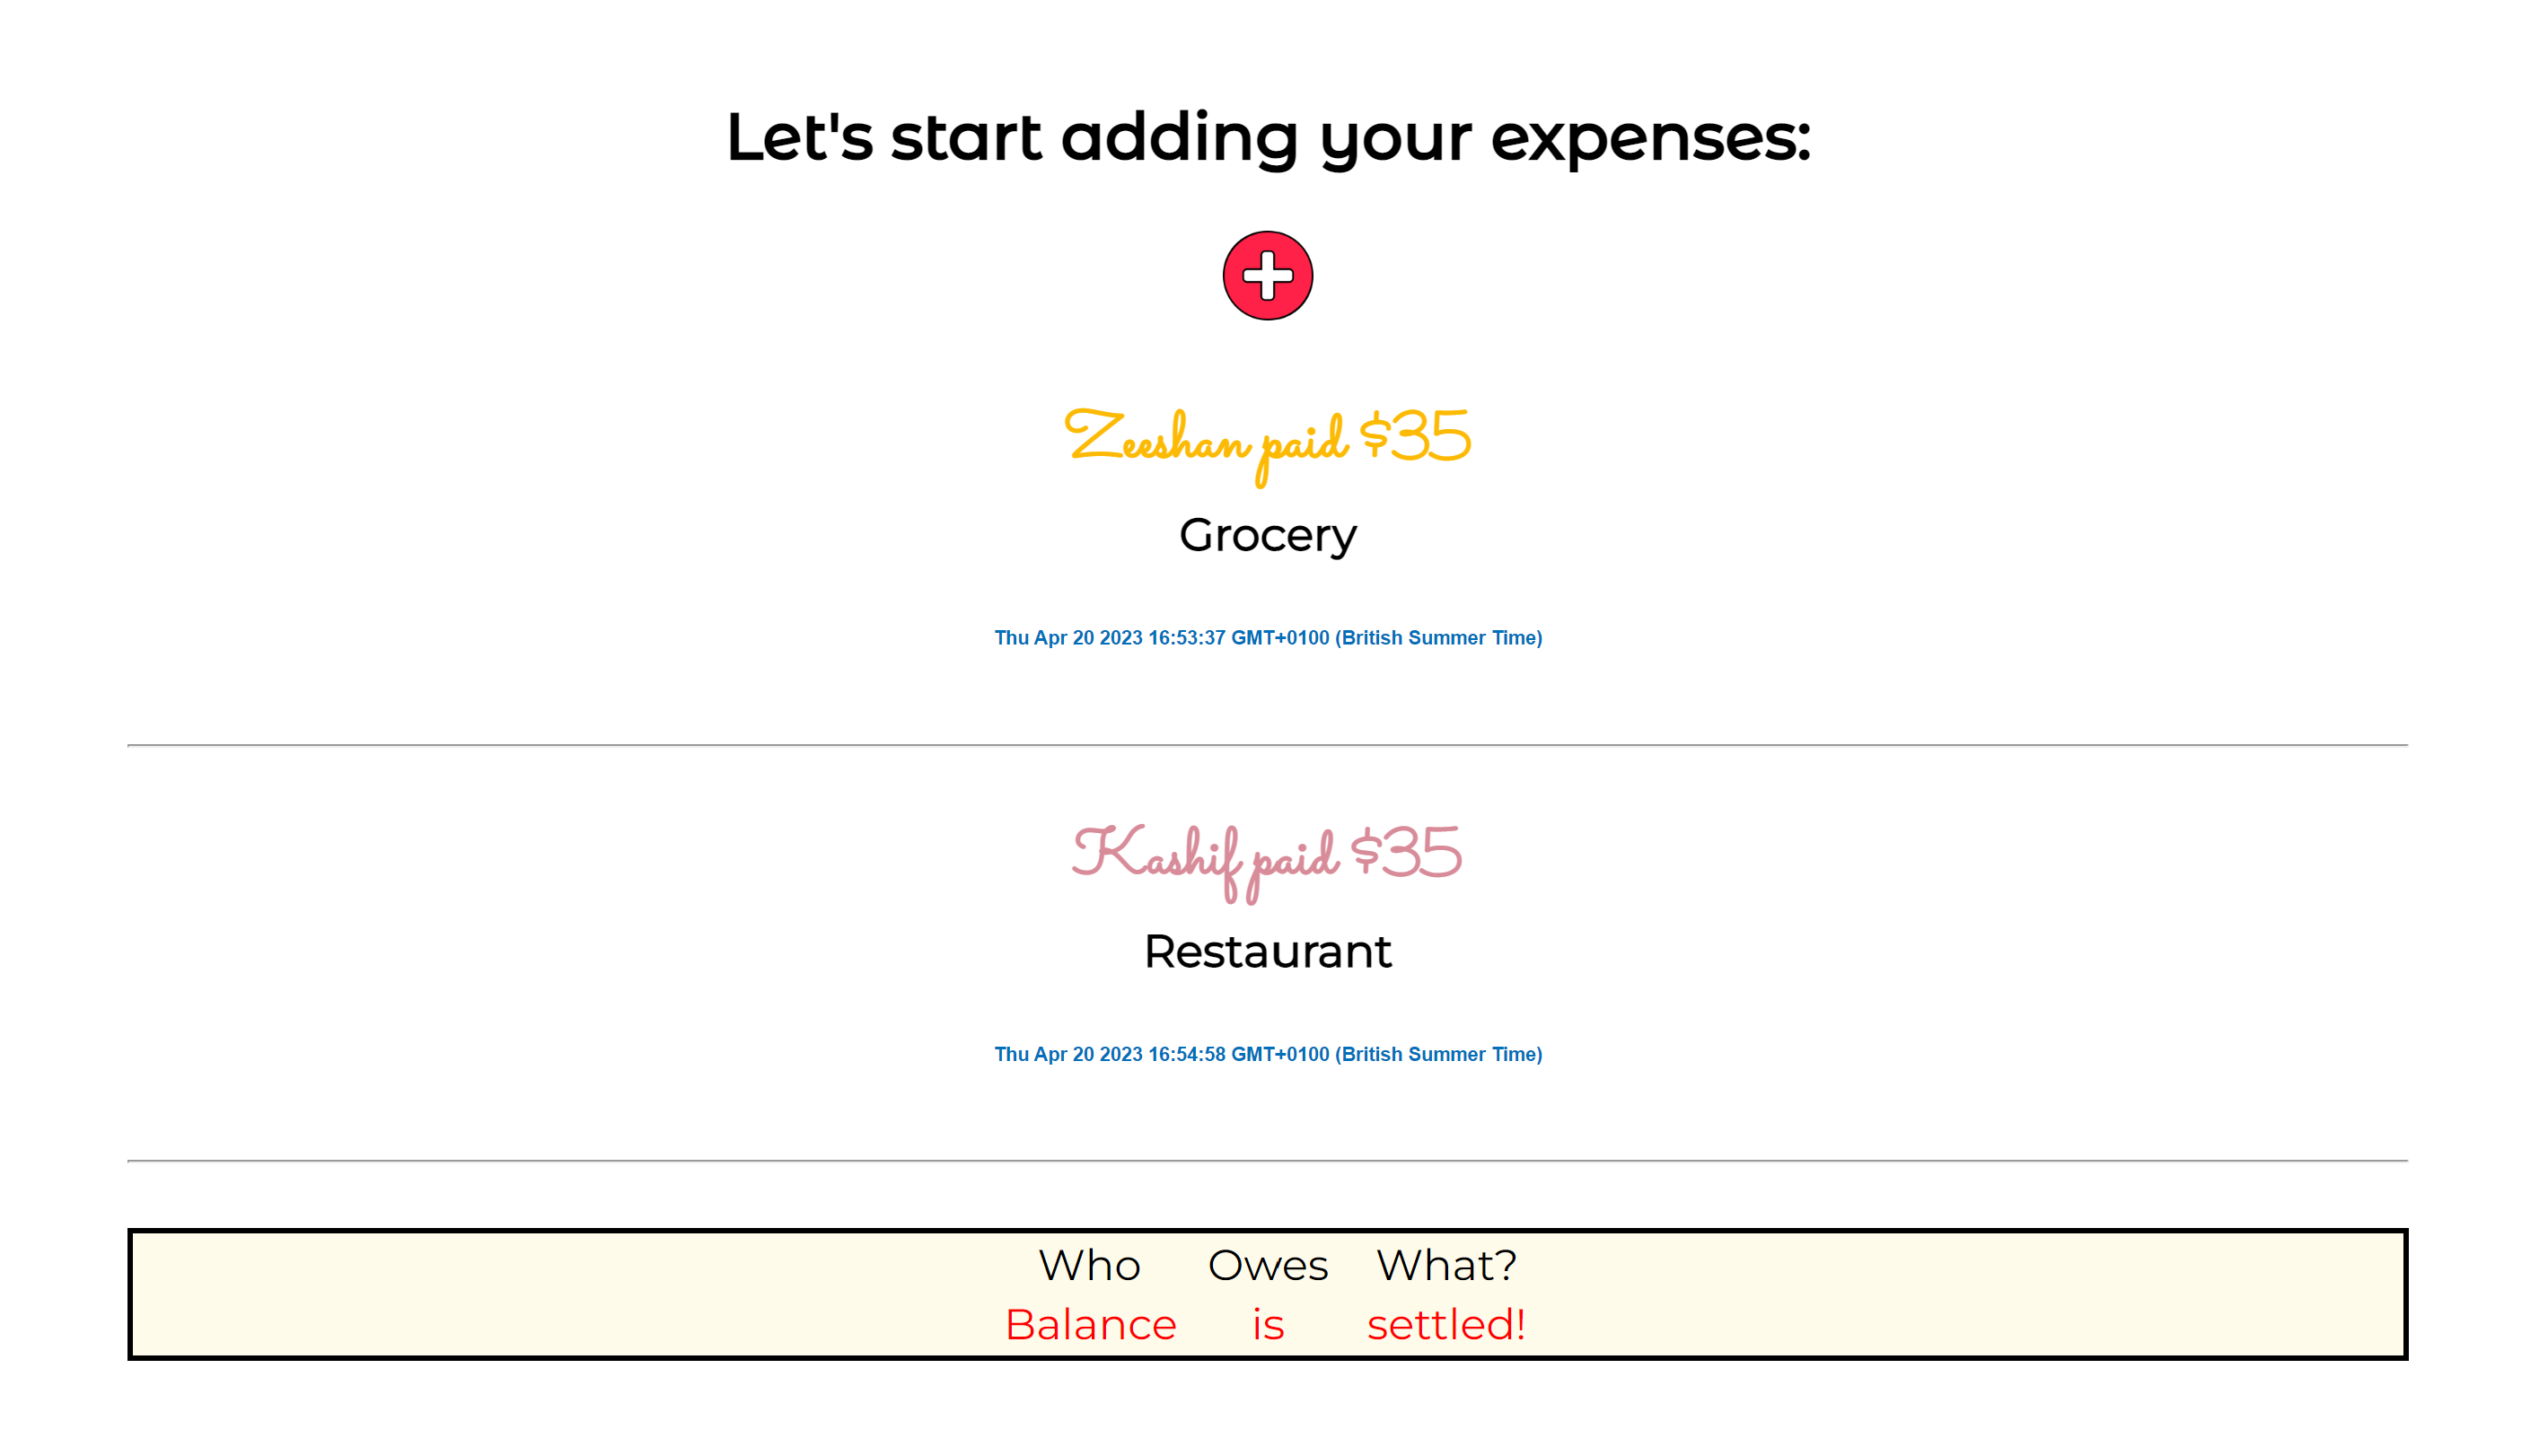 Let's start adding your expenses:
Zeeshan paid $35
Grocery
Thu Apr 20 2023 16:53:37 GMT+0100 (British Summer Time)
Kashif paid $35
Restaurant
Thu Apr 20 2023 16:54:58 GMT+0100 (British Summer Time)
Who Owes What?
Balance is settled!